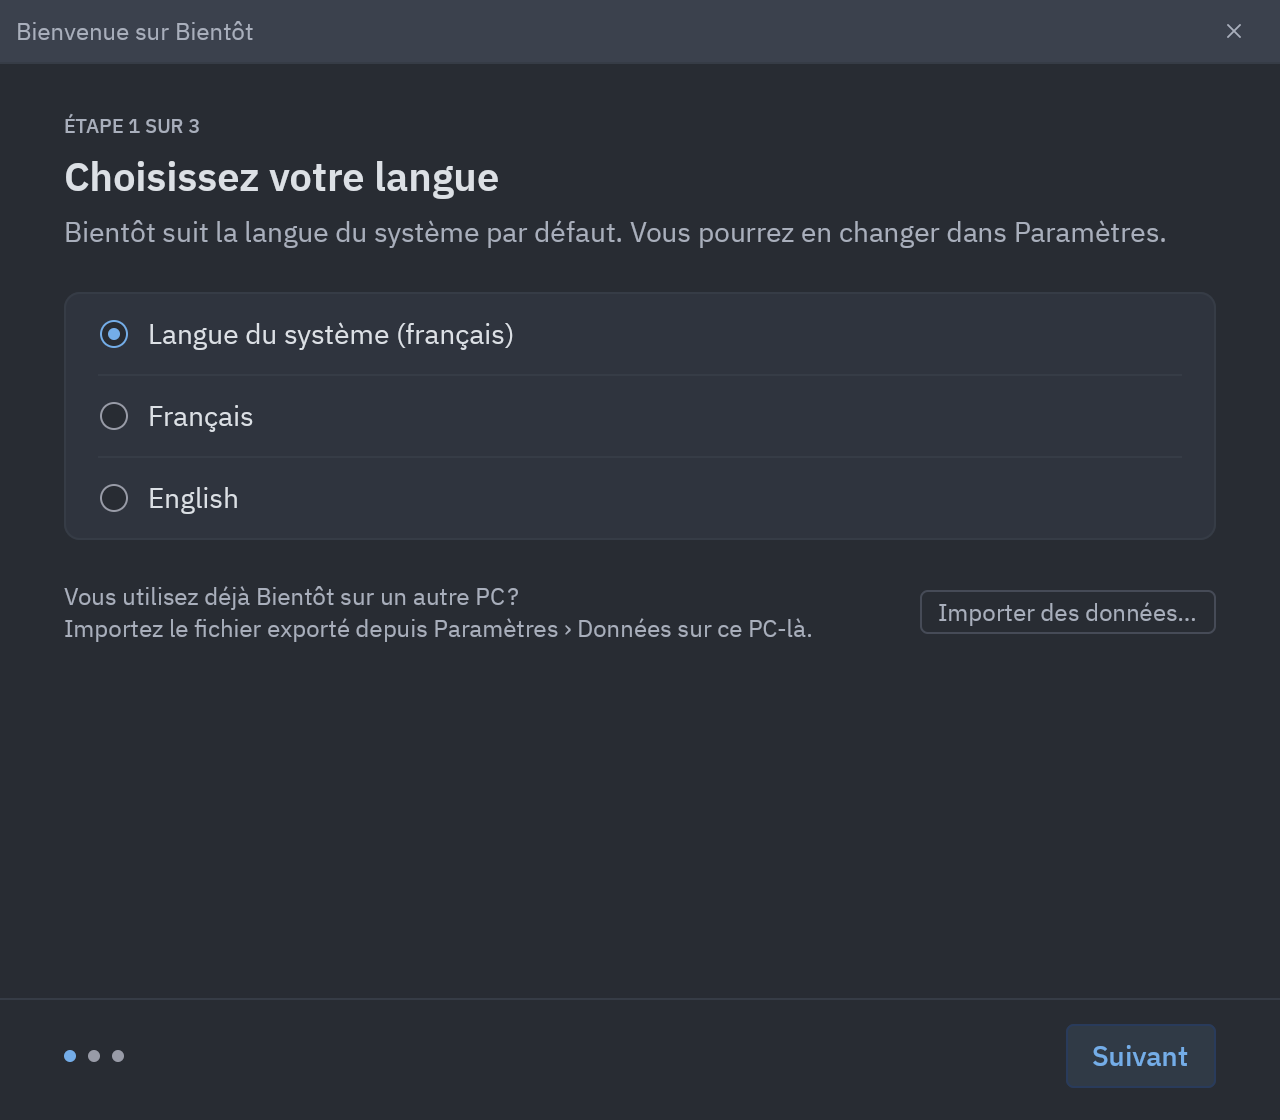 Bienvenue sur Bientôt
ÉTAPE 1 SUR 3
Choisissez votre langue
Bientôt suit la langue du système par défaut. Vous pourrez en changer dans Paramètres.
Langue du système (français)
Français
English
Vous utilisez déjà Bientôt sur un autre PC ?
Importez le fichier exporté depuis Paramètres › Données sur ce PC-là.
Importer des données…
Suivant